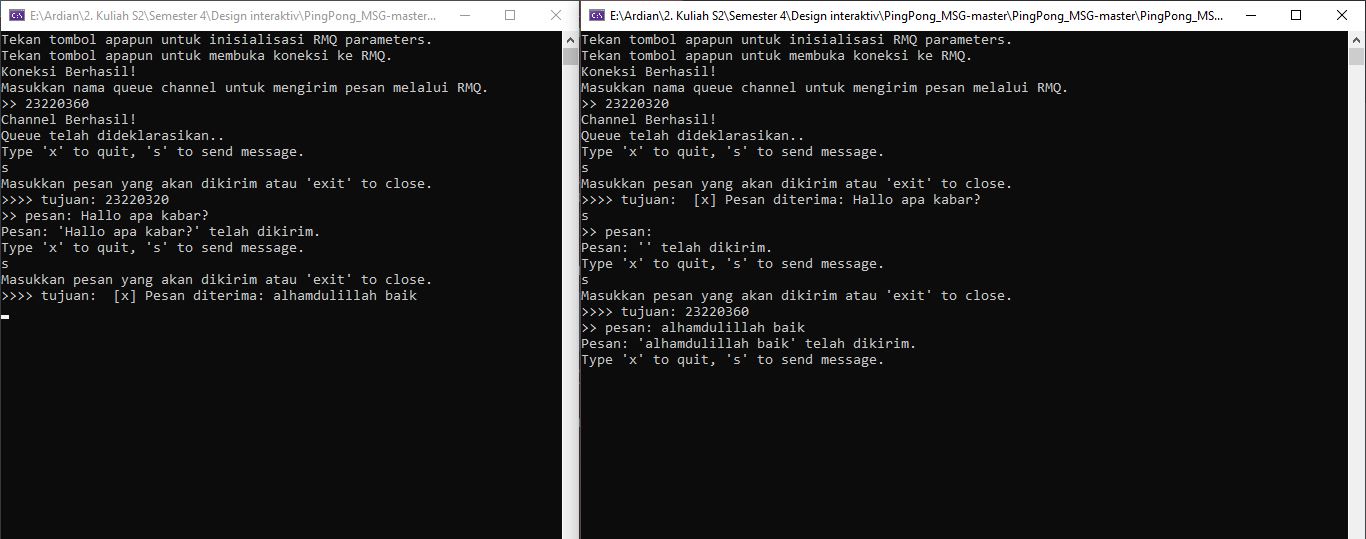 E:\Ardian\2. Kuliah S2\Semester 4\Design interaktiv\PingPong_MSG-master...
Tekan tombol apapun untuk inisialisasi RMQ parameters.
Tekan tombol apapun untuk membuka koneksi ke RMQ.
Koneksi Berhasil!
Masukkan nama queue channel untuk mengirim pesan melalui RMQ.
>> 23220360
Channel Berhasil!
Queue telah dideklarasikan..
Type 'x' to quit, 's' to send message.
s
Masukkan pesan yang akan dikirim atau 'exit' to close.
>>>> tujuan: 23220320
>> pesan: Hallo apa kabar?
Pesan: 'Hallo apa kabar?' telah dikirim.
Type 'x' to quit, 's' to send message.
s
Masukkan pesan yang akan dikirim atau 'exit' to close.
>>>> tujuan:  [x] Pesan diterima: alhamdulillah baik
E:\Ardian\2. Kuliah S2\Semester 4\Design interaktiv\PingPong_MSG-master\PingPong_MSG-master\PingPong_MS...
Tekan tombol apapun untuk inisialisasi RMQ parameters.
Tekan tombol apapun untuk membuka koneksi ke RMQ.
Koneksi Berhasil!
Masukkan nama queue channel untuk mengirim pesan melalui RMQ.
>> 23220320
Channel Berhasil!
Queue telah dideklarasikan..
Type 'x' to quit, 's' to send message.
s
Masukkan pesan yang akan dikirim atau 'exit' to close.
>>>> tujuan:  [x] Pesan diterima: Hallo apa kabar?
s
>> pesan:
Pesan: '' telah dikirim.
Type 'x' to quit, 's' to send message.
s
Masukkan pesan yang akan dikirim atau 'exit' to close.
>>>> tujuan: 23220360
>> pesan: alhamdulillah baik
Pesan: 'alhamdulillah baik' telah dikirim.
Type 'x' to quit, 's' to send message.